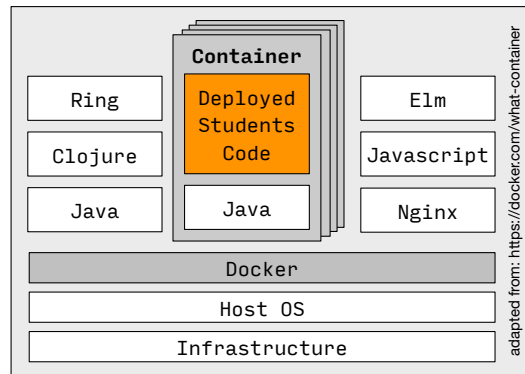 Container
Ring
Deployed
Students
Code
Elm
Clojure
Javascript
Java
Java
Nginx
Docker
Host OS
Infrastructure
adapted from: https://docker.com/what-container